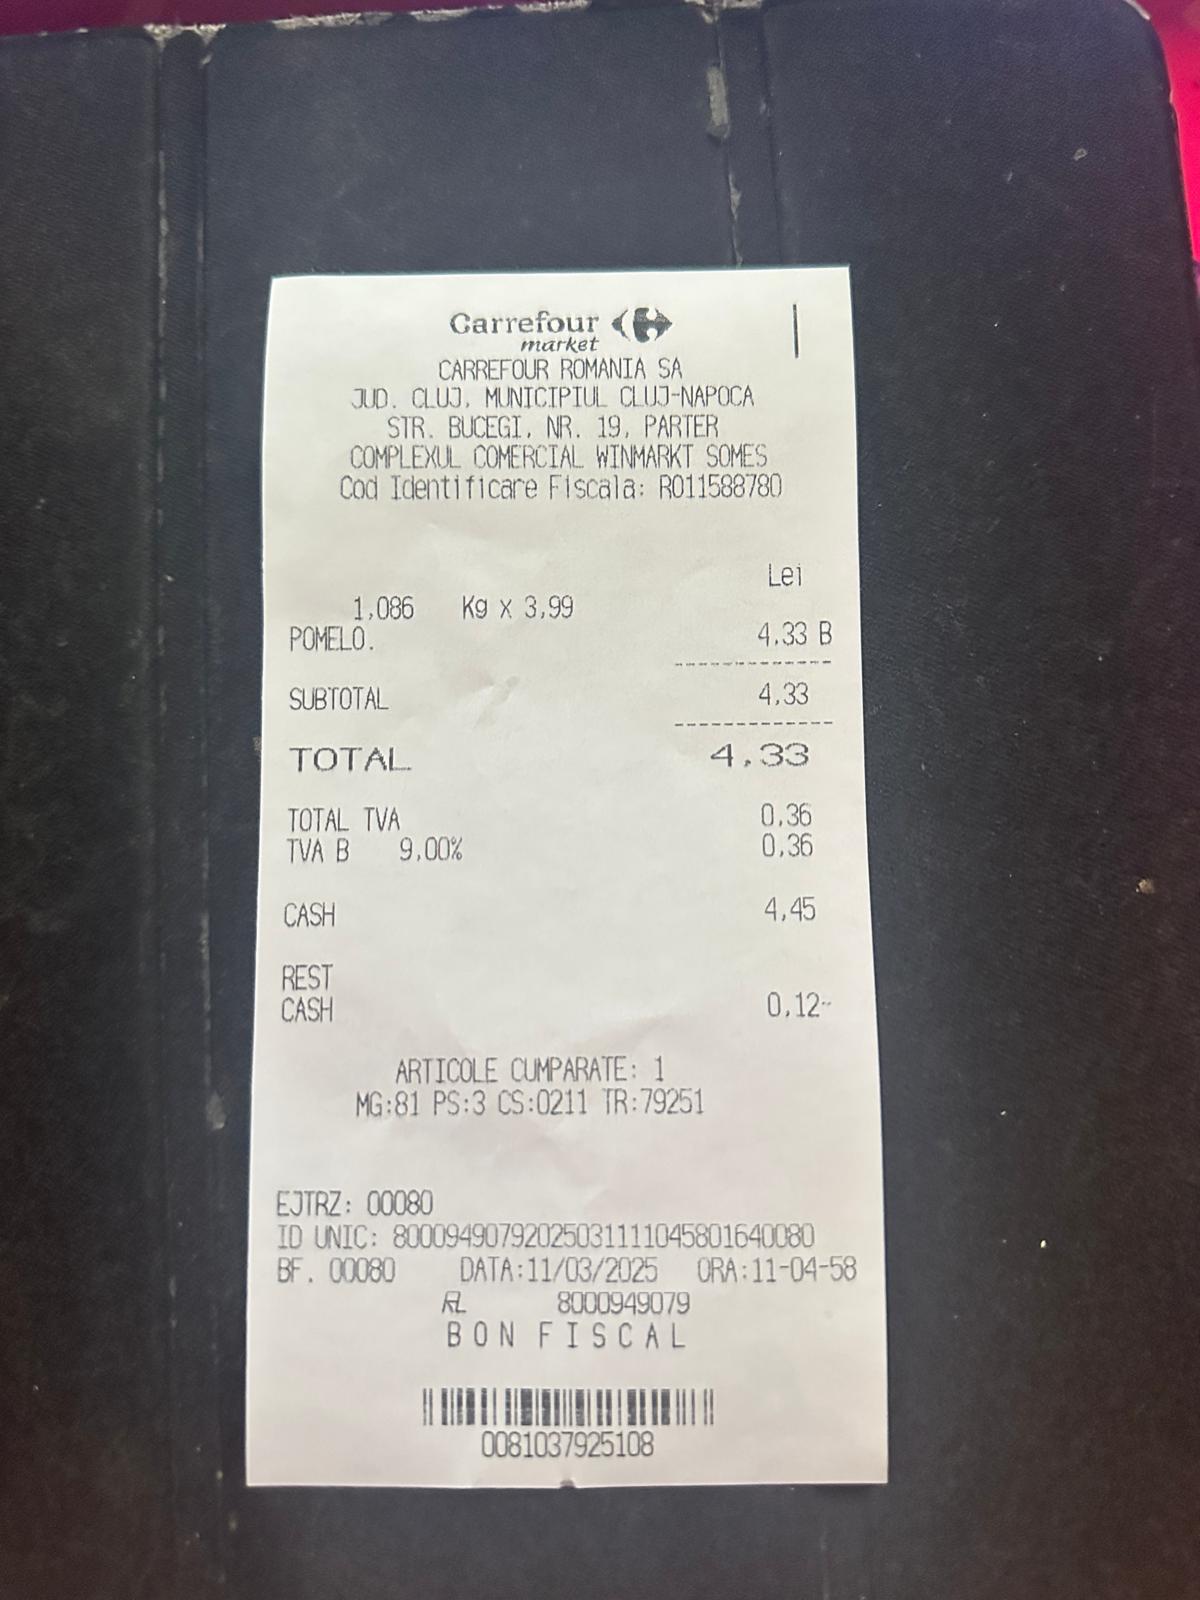 Carrefour
market
CARREFOUR ROMANIA SA
JUD. CLUJ, MUNICIPIUL CLUJ-NAPOCA
STR. BUCEGI, NR. 19, PARTER
COMPLEXUL COMERCIAL WINMARKT SOMES
Cod Identificare Fiscala: RO11588780
Lei
1,086 Kg x 3,99
POMELO. 4,33 B
SUBTOTAL 4,33
TOTAL 4,33
TOTAL TVA 0,36
TVA B 9,00% 0,36
CASH 4,45
REST
CASH 0,12-
ARTICOLE CUMPARATE: 1
MG:81 PS:3 CS:0211 TR:79251
EJTRZ: 00080
ID UNIC: 80009490792025031111045801640080
BF. 00080 DATA:11/03/2025 ORA:11-04-58
8000949079
BON FISCAL
0081037925108